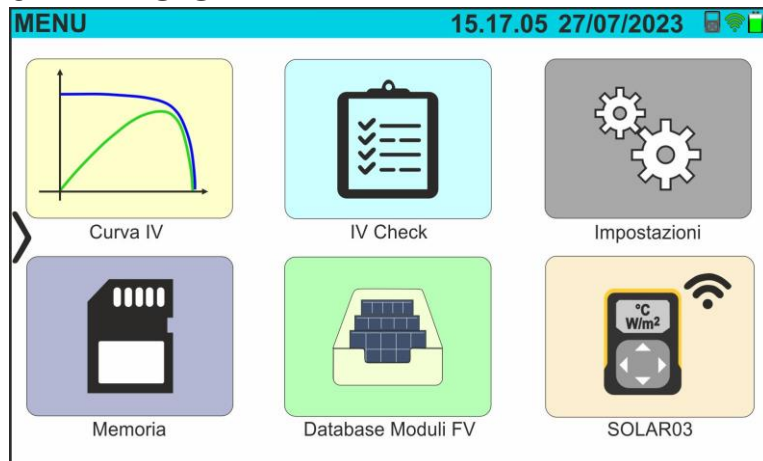 MENU 15.17.05 27/07/2023
Curva IV IV Check Impostazioni
°C
W/m²
Memoria Database Moduli FV SOLAR03